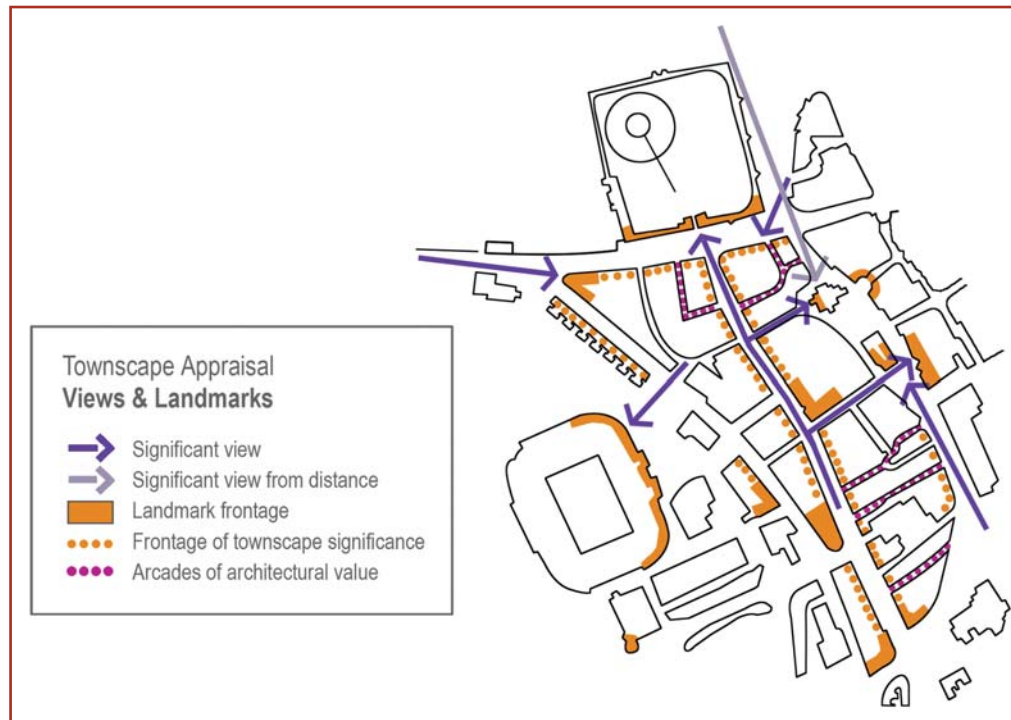 Townscape Appraisal
Views & Landmarks
Significant view
Significant view from distance
Landmark frontage
Frontage of townscape significance
Arcades of architectural value